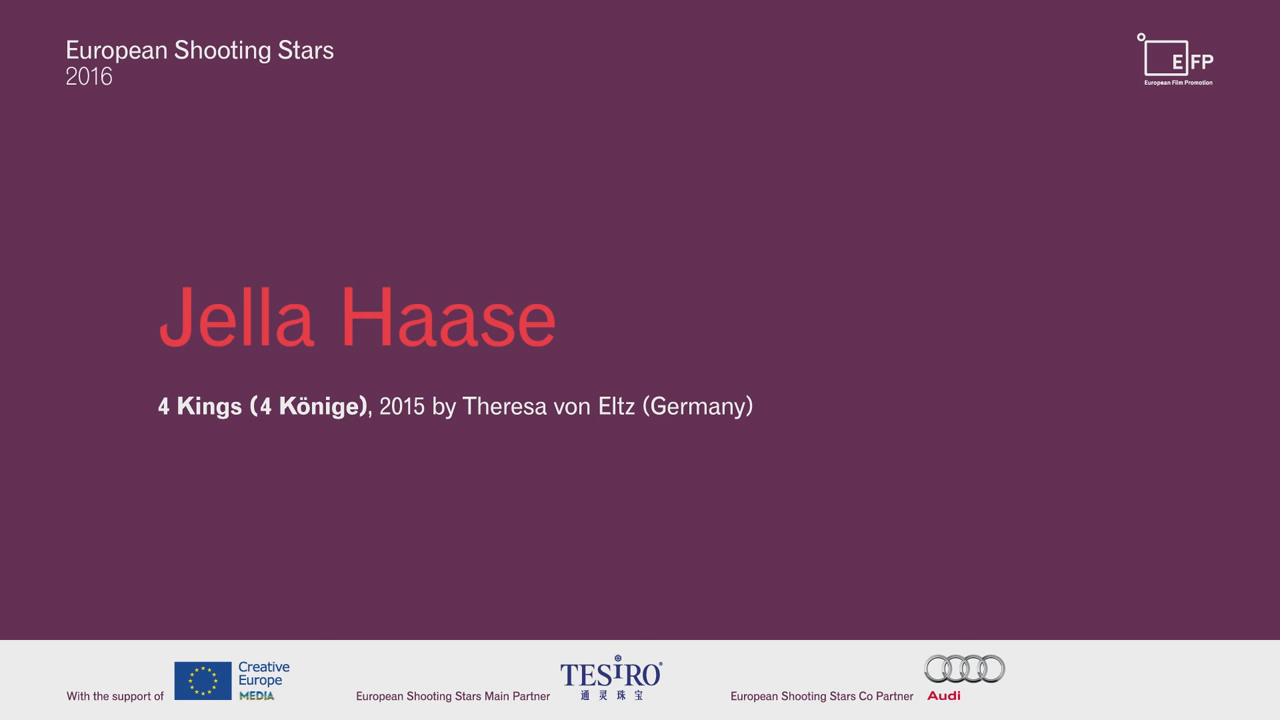 European Shooting Stars
2016
E FP
European Film Promotion
Jella Haase
4 Kings (4 Könige), 2015 by Theresa von Eltz (Germany)
With the support of
Creative
Europe
MEDIA
European Shooting Stars Main Partner
TESIRO®
通灵珠宝
European Shooting Stars Co Partner
Audi